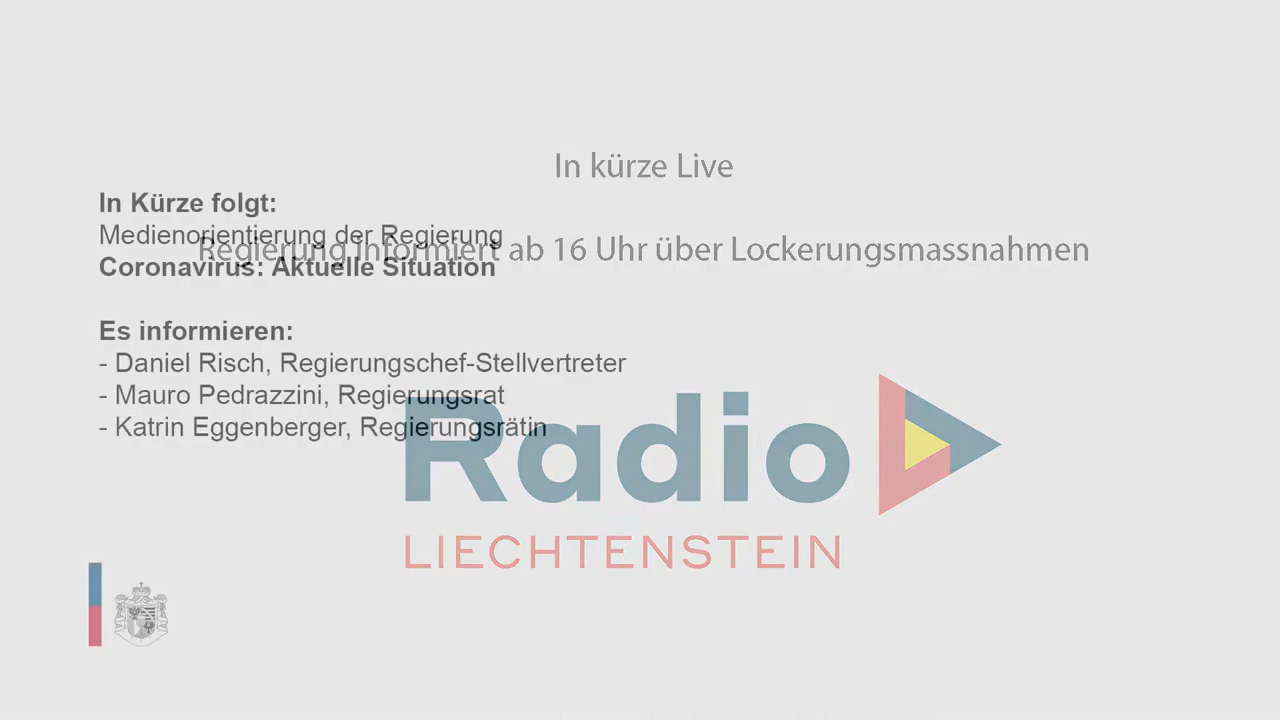 In kürze Live
Regierung informiert ab 16 Uhr über Lockerungsmassnahmen
In Kürze folgt:
Medienorientierung der Regierung
Coronavirus: Aktuelle Situation
Es informieren:
- Daniel Risch, Regierungschef-Stellvertreter
- Mauro Pedrazzini, Regierungsrat
- Katrin Eggenberger, Regierungsrätin
Radio
LIECHTENSTEIN